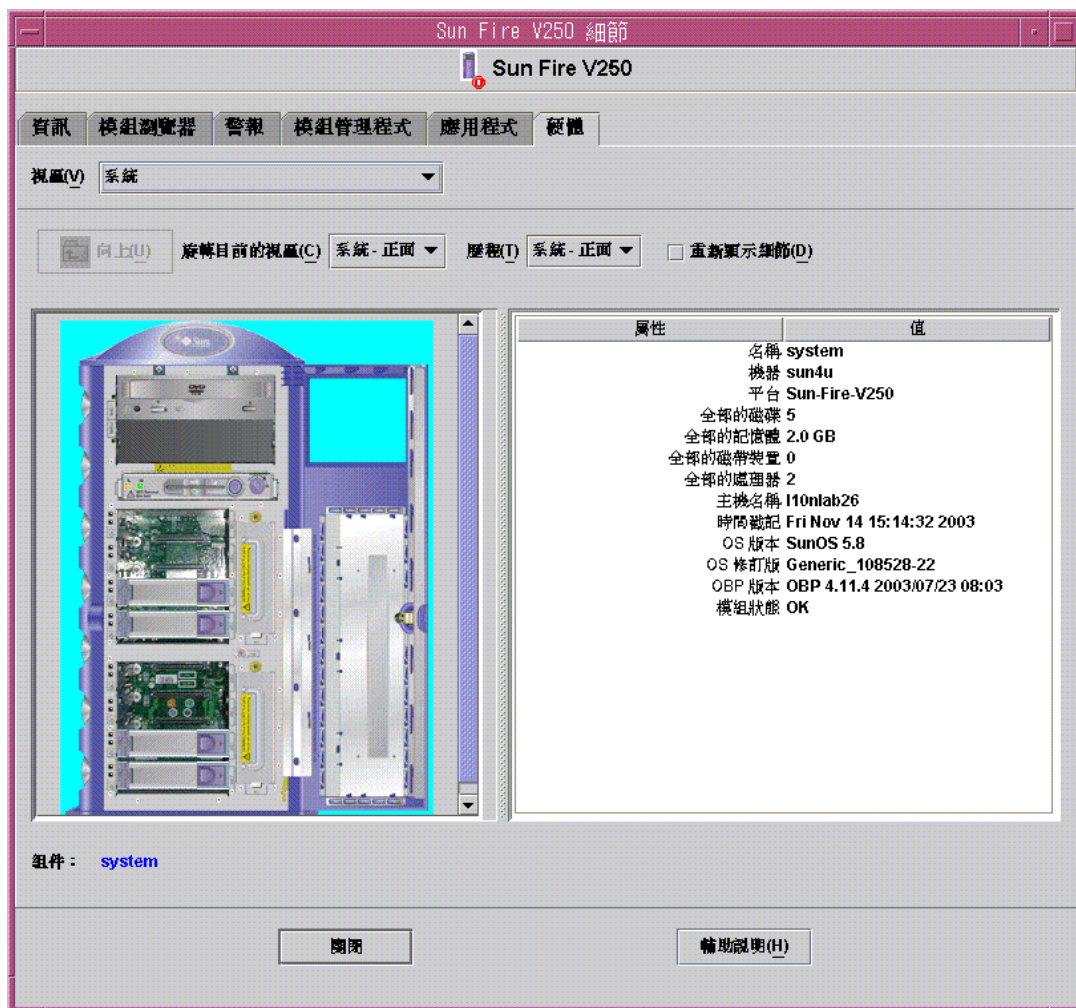 Sun Fire V250 細節
Sun Fire V250
資訊 模組瀏覽器 警報 模組管理程式 應用程式 硬體
視區(V) 系統
向上(U) 旋轉目前的視區(C) 系統 - 正面 歷程(T) 系統 - 正面 重新顯示細節(D)
Sun
DVD
屬性 值
名稱 system
機器 sun4u
平台 Sun-Fire-V250
全部的磁碟 5
全部的記憶體 2.0 GB
全部的磁帶裝置 0
全部的處理器 2
主機名稱 l10nlab26
時間戳記 Fri Nov 14 15:14:32 2003
OS 版本 SunOS 5.8
OS 修訂版 Generic_108528-22
OBP 版本 OBP 4.11.4 2003/07/23 08:03
模組狀態 OK
組件： system
關閉 輔助說明(H)